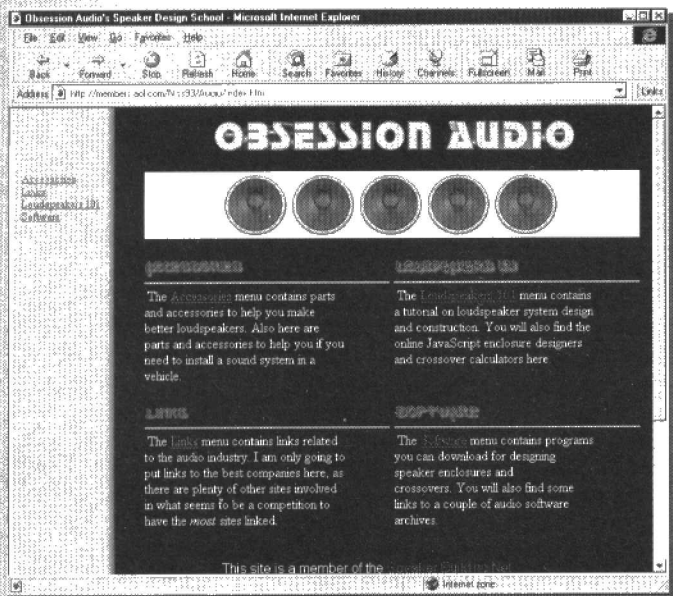 Obsession Audio's Speaker Design School - Microsoft Internet Explorer
File Edit View Go Favorites Help
Back Forward Stop Refresh Home Search Favorites History Channels Fullscreen Mail Print
Address Links
OBSESSION AUDIO
Accessories
Links
Loudspeakers 101
Software
ACCESSORIES
The Accessories menu contains parts
and accessories to help you make
better loudspeakers. Also here are
parts and accessories to help you if you
need to install a sound system in a
vehicle.
LOUDSPEAKERS 101
The Loudspeakers 101 menu contains
a tutorial on loudspeaker system design
and construction. You will also find the
online JavaScript enclosure designers
and crossover calculators here.
LINKS
The Links menu contains links related
to the audio industry. I am only going to
put links to the best companies here, as
there are plenty of other sites involved
in what seems to be a competition to
have the most sites linked.
SOFTWARE
The Software menu contains programs
you can download for designing
speaker enclosures and
crossovers. You will also find some
links to a couple of audio software
archives.
This site is a member of the
Internet zone